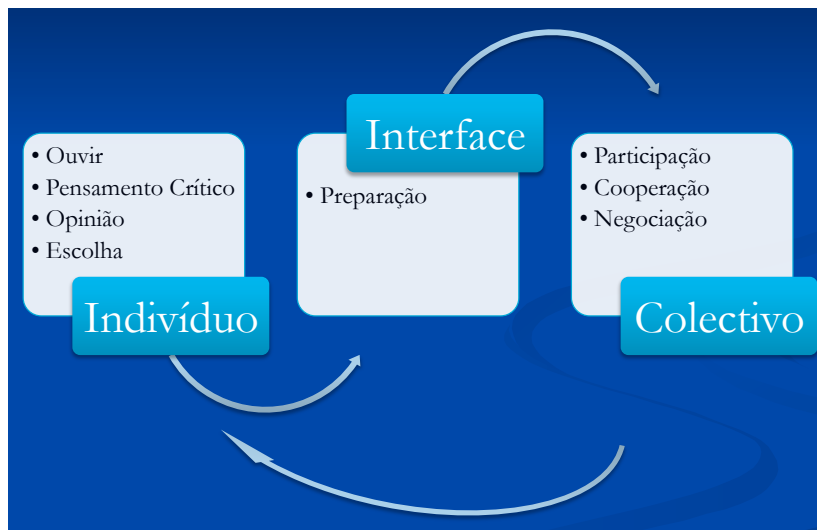 • Ouvir
• Pensamento Crítico
• Opinião
• Escolha
Indivíduo
Interface
• Preparação
• Participação
• Cooperação
• Negociação
Colectivo